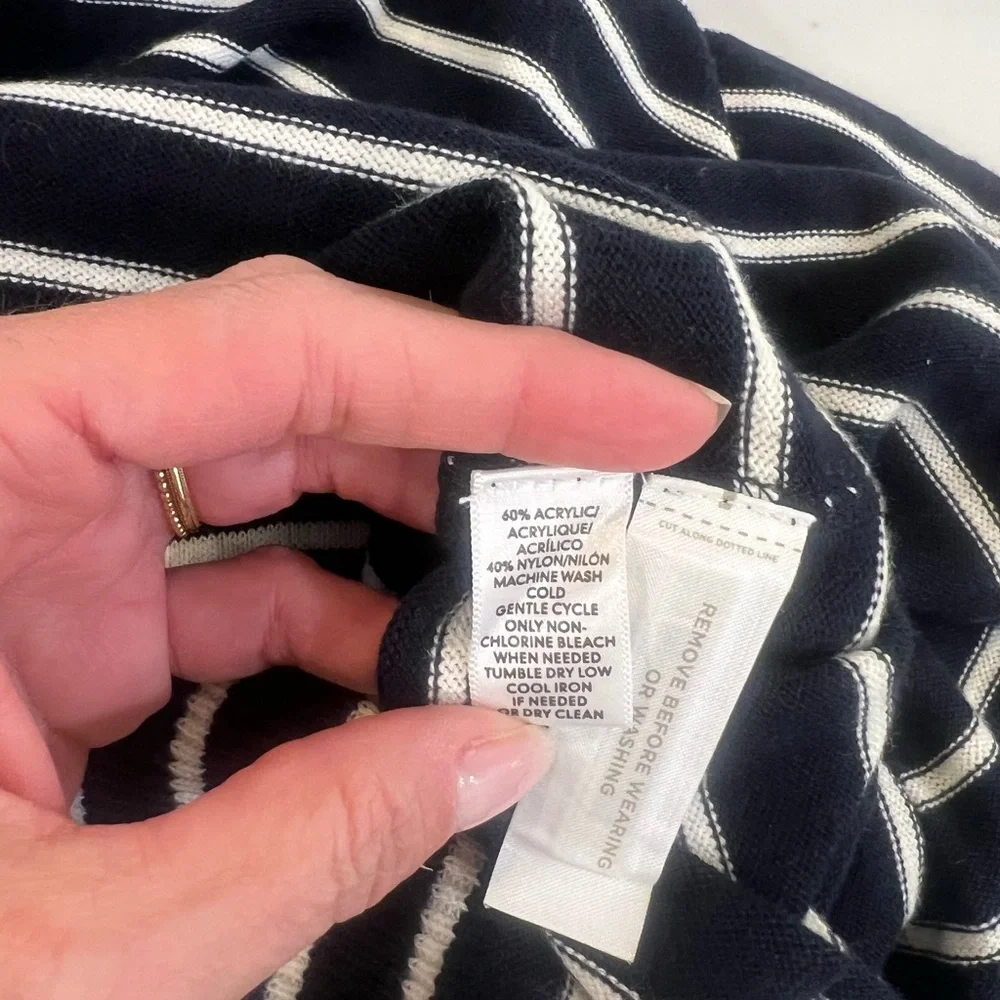 60% ACRYLIC/
ACRYLIQUE/
ACRÍLICO
40% NYLON/NILÓN
MACHINE WASH
COLD
GENTLE CYCLE
ONLY NON-
CHLORINE BLEACH
WHEN NEEDED
TUMBLE DRY LOW
COOL IRON
IF NEEDED
OR DRY CLEAN
CUT ALONG DOTTED LINE
REMOVE BEFORE WEARING
OR WASHING